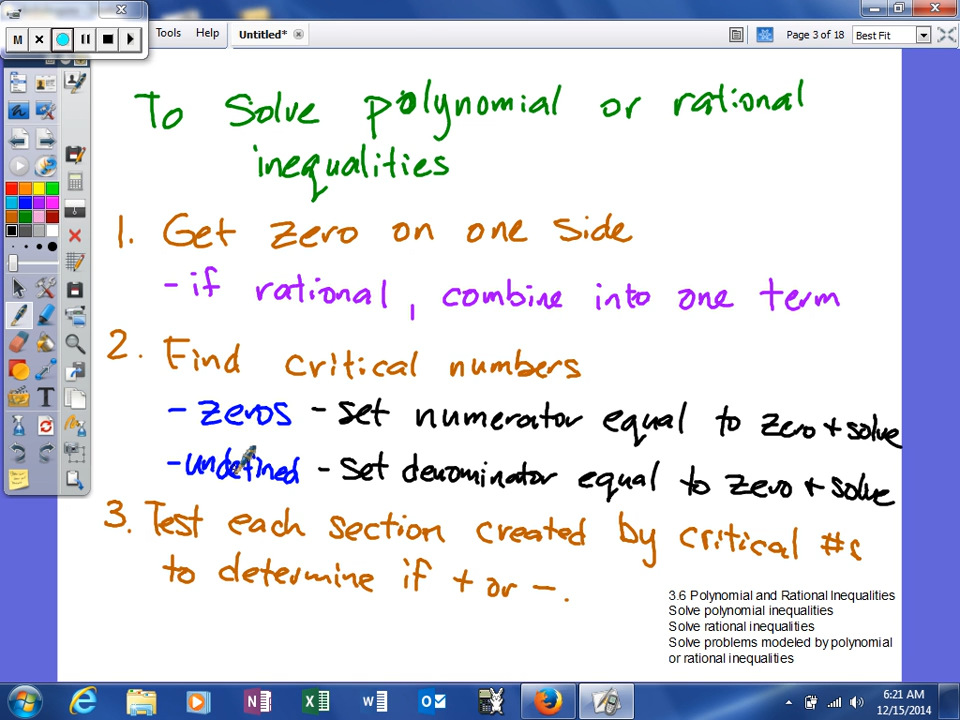 M
Tools Help Untitled* Page 3 of 18 Best Fit
To Solve polynomial or rational
inequalities
1. Get zero on one side
- if rational, combine into one term
2. Find critical numbers
- zeros - set numerator equal to zero + solve
- undefined - set denominator equal to zero + solve
3. Test each section created by critical #s
to determine if + or -.
3.6 Polynomial and Rational Inequalities
Solve polynomial inequalities
Solve rational inequalities
Solve problems modeled by polynomial
or rational inequalities
6:21 AM
12/15/2014